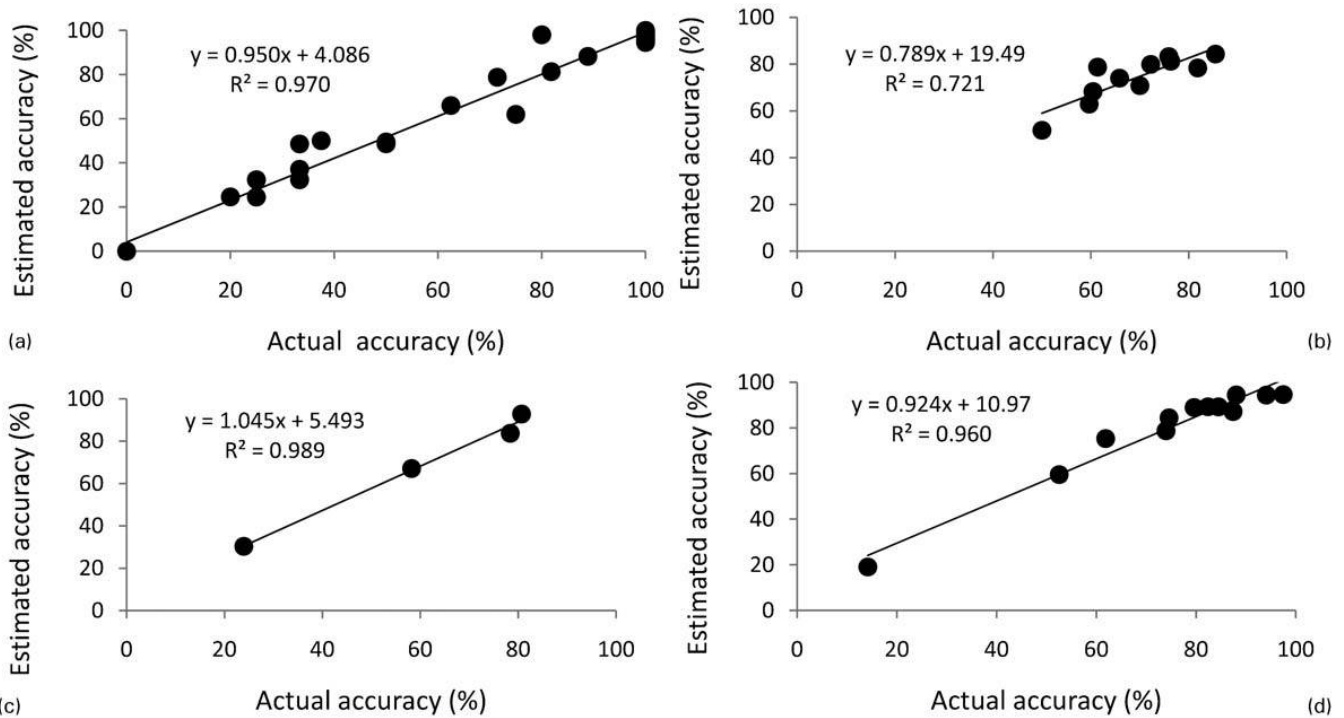 Estimated accuracy (%)
100
80
60
40
20
0
y = 0.950x + 4.086
R² = 0.970
0 20 40 60 80 100
Actual accuracy (%)
(a)
Estimated accuracy (%)
100
80
60
40
20
0
y = 0.789x + 19.49
R² = 0.721
0 20 40 60 80 100
Actual accuracy (%)
(b)
Estimated accuracy (%)
100
80
60
40
20
0
y = 1.045x + 5.493
R² = 0.989
0 20 40 60 80 100
Actual accuracy (%)
(c)
Estimated accuracy (%)
100
80
60
40
20
0
y = 0.924x + 10.97
R² = 0.960
0 20 40 60 80 100
Actual accuracy (%)
(d)